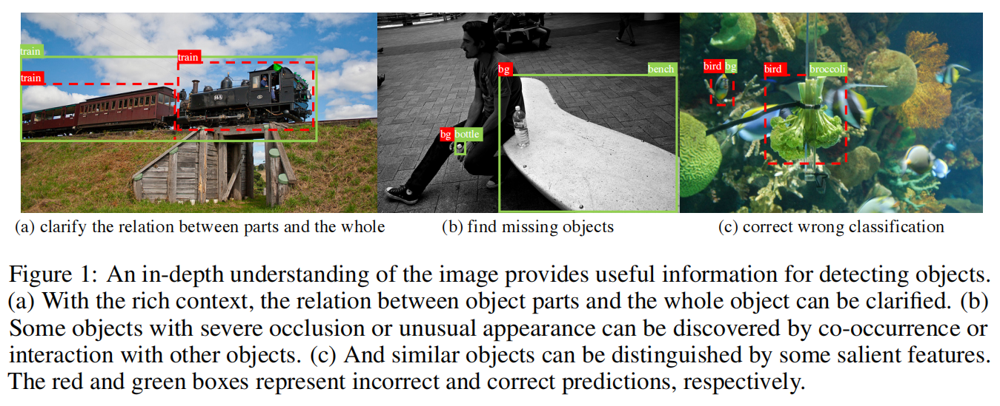 train
train
train
bg
bench
bg bottle
bird bg
bird
broccoli
(a) clarify the relation between parts and the whole
(b) find missing objects
(c) correct wrong classification
Figure 1: An in-depth understanding of the image provides useful information for detecting objects.
(a) With the rich context, the relation between object parts and the whole object can be clarified. (b)
Some objects with severe occlusion or unusual appearance can be discovered by co-occurrence or
interaction with other objects. (c) And similar objects can be distinguished by some salient features.
The red and green boxes represent incorrect and correct predictions, respectively.